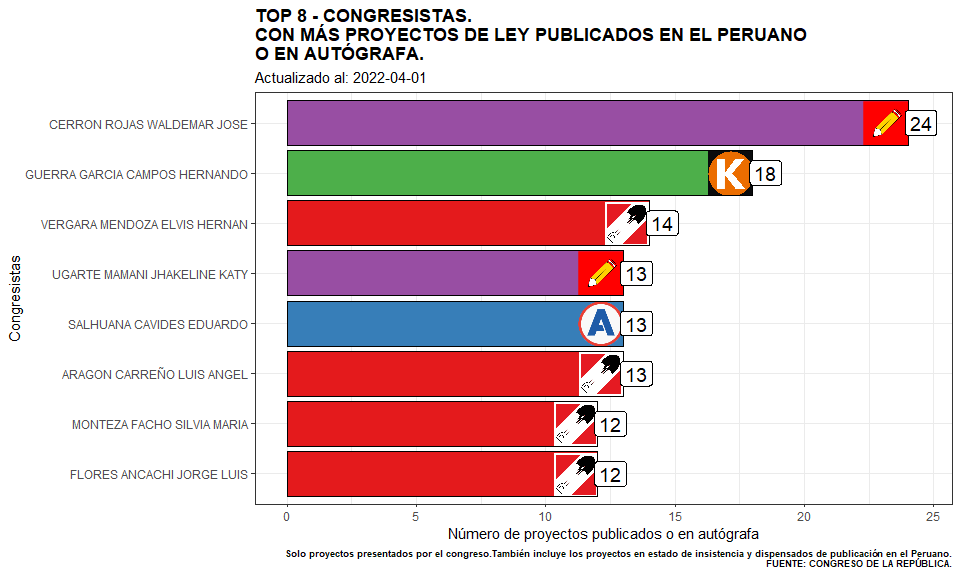 TOP 8 - CONGRESISTAS.
CON MÁS PROYECTOS DE LEY PUBLICADOS EN EL PERUANO
O EN AUTÓGRAFA.
Actualizado al: 2022-04-01
Congresistas
CERRON ROJAS WALDEMAR JOSE
24
GUERRA GARCIA CAMPOS HERNANDO
K
18
VERGARA MENDOZA ELVIS HERNAN
14
UGARTE MAMANI JHAKELINE KATY
13
SALHUANA CAVIDES EDUARDO
A
13
ARAGON CARREÑO LUIS ANGEL
13
MONTEZA FACHO SILVIA MARIA
12
FLORES ANCACHI JORGE LUIS
12
0 5 10 15 20 25
Número de proyectos publicados o en autógrafa
Solo proyectos presentados por el congreso.También incluye los proyectos en estado de insistencia y dispensados de publicación en el Peruano.
FUENTE: CONGRESO DE LA REPÚBLICA.